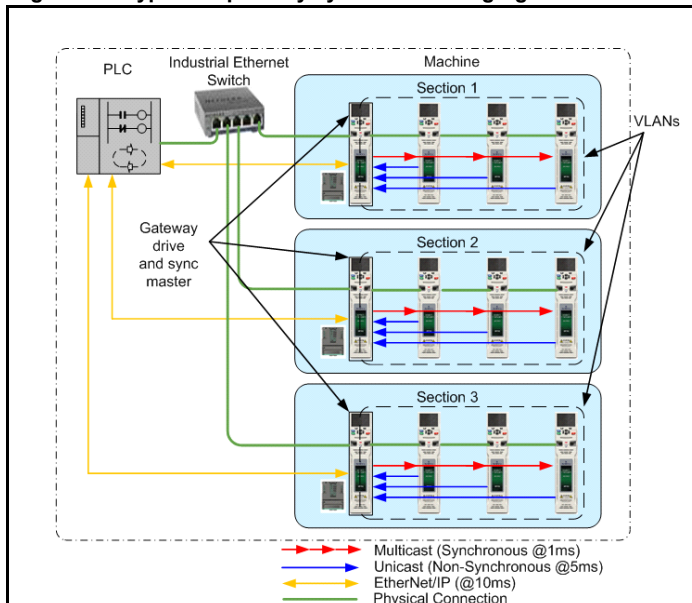 PLC
Industrial Ethernet
Switch
Machine
Section 1
VLANs
Gateway
drive
and sync
master
Section 2
Section 3
Multicast (Synchronous @1ms)
Unicast (Non-Synchronous @5ms)
EtherNet/IP (@10ms)
Physical Connection